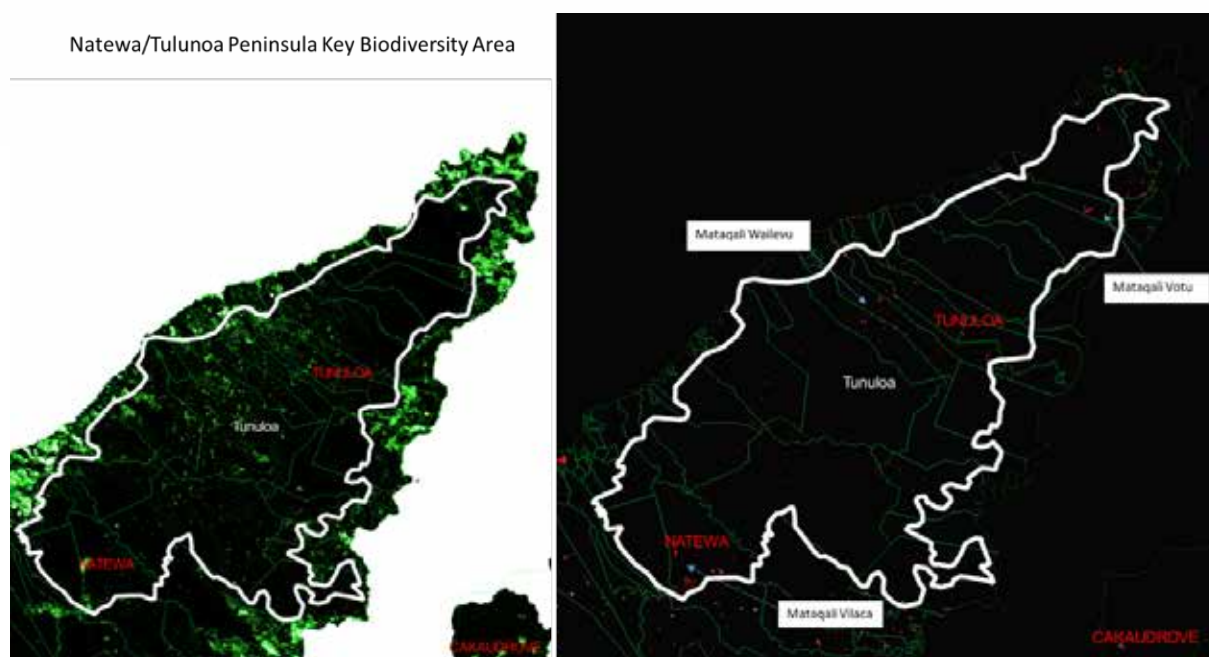 Natewa/Tulunoa Peninsula Key Biodiversity Area
TUNULOA
Tunuloa
NATEWA
CAKAUDROVE
Mataqali Wailevu
Mataqali Votu
TUNULOA
Tunuloa
NATEWA
Mataqali Vilaca
CAKAUDROVE